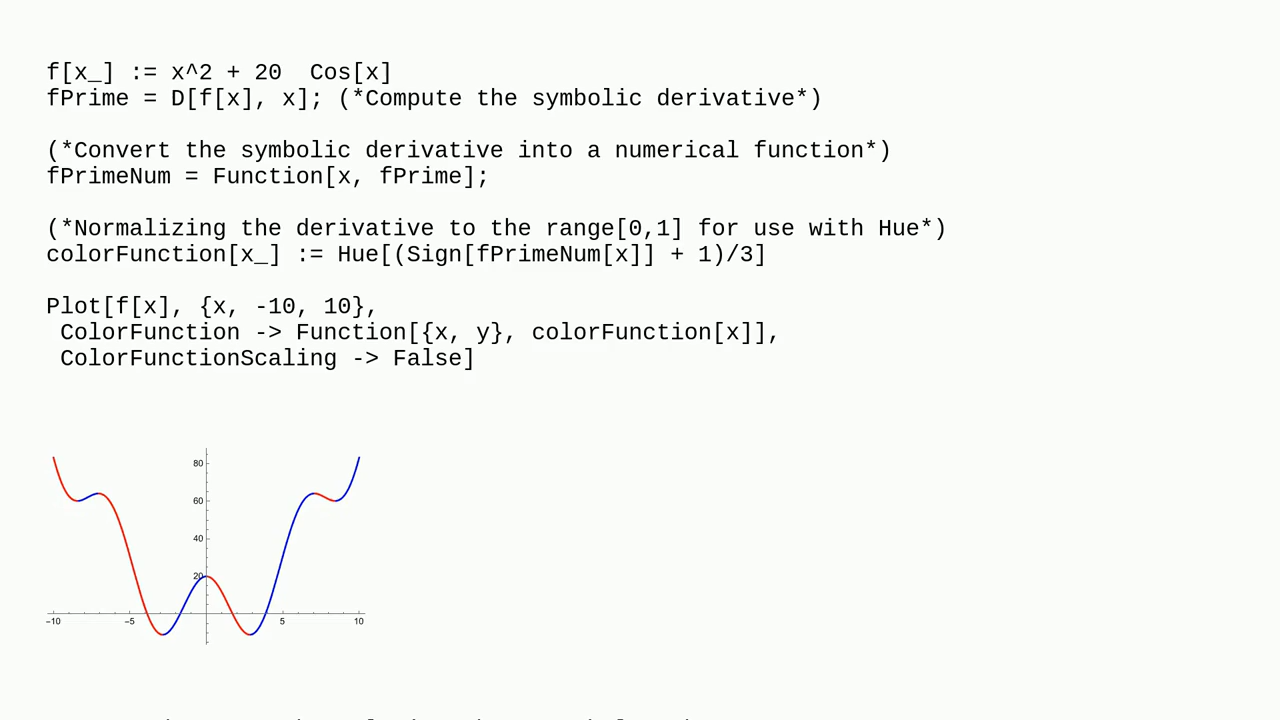 f[x_] := x^2 + 20  Cos[x]
fPrime = D[f[x], x]; (*Compute the symbolic derivative*)
(*Convert the symbolic derivative into a numerical function*)
fPrimeNum = Function[x, fPrime];
(*Normalizing the derivative to the range[0,1] for use with Hue*)
colorFunction[x_] := Hue[(Sign[fPrimeNum[x]] + 1)/3]
Plot[f[x], {x, -10, 10},
 ColorFunction -> Function[{x, y}, colorFunction[x]],
 ColorFunctionScaling -> False]
80
60
40
20
−10 −5 5 10